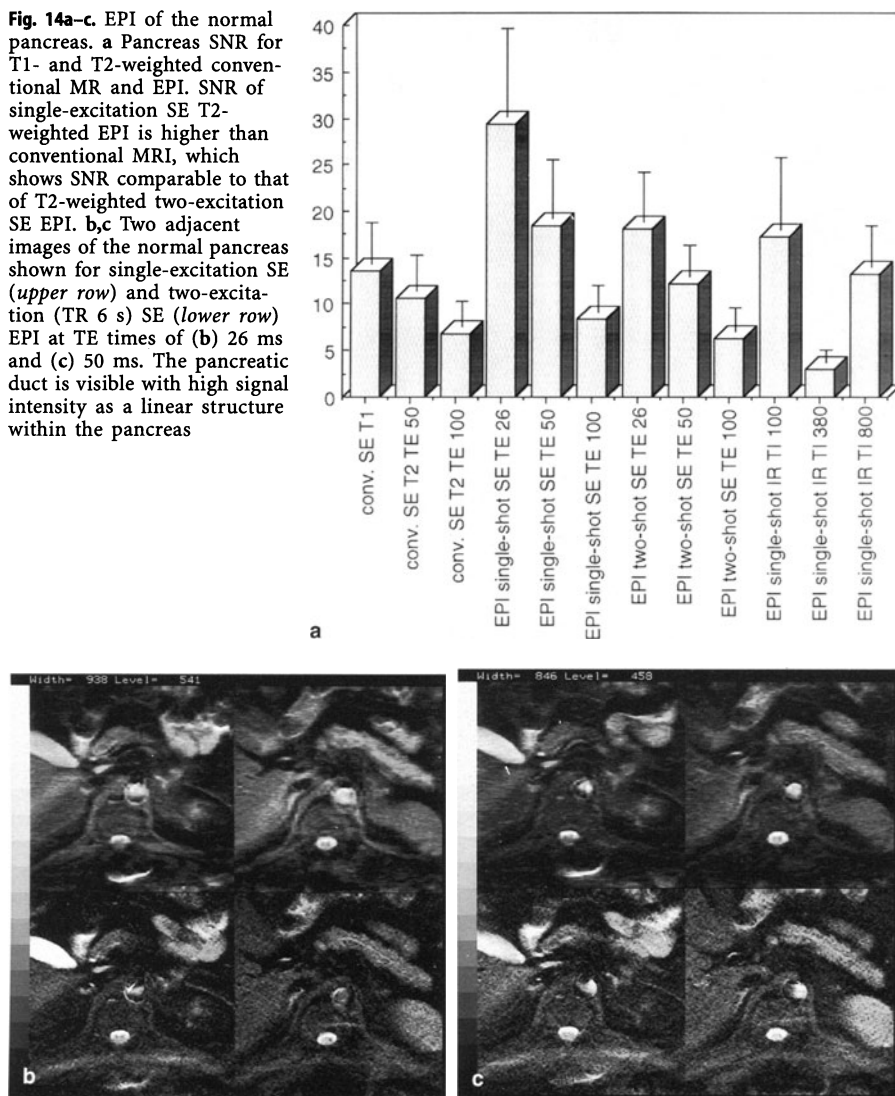 Fig. 14a–c. EPI of the normal
pancreas. a Pancreas SNR for
T1- and T2-weighted conven-
tional MR and EPI. SNR of
single-excitation SE T2-
weighted EPI is higher than
conventional MRI, which
shows SNR comparable to that
of T2-weighted two-excitation
SE EPI. b,c Two adjacent
images of the normal pancreas
shown for single-excitation SE
(upper row) and two-excita-
tion (TR 6 s) SE (lower row)
EPI at TE times of (b) 26 ms
and (c) 50 ms. The pancreatic
duct is visible with high signal
intensity as a linear structure
within the pancreas
40
35
30
25
20
15
10
5
0
conv. SE T1
conv. SE T2 TE 50
conv. SE T2 TE 100
EPI single-shot SE TE 26
EPI single-shot SE TE 50
EPI single-shot SE TE 100
EPI two-shot SE TE 26
EPI two-shot SE TE 50
EPI two-shot SE TE 100
EPI single-shot IR TI 100
EPI single-shot IR TI 380
EPI single-shot IR TI 800
a
Width= 938 Level= 541
b
Width= 846 Level= 458
c